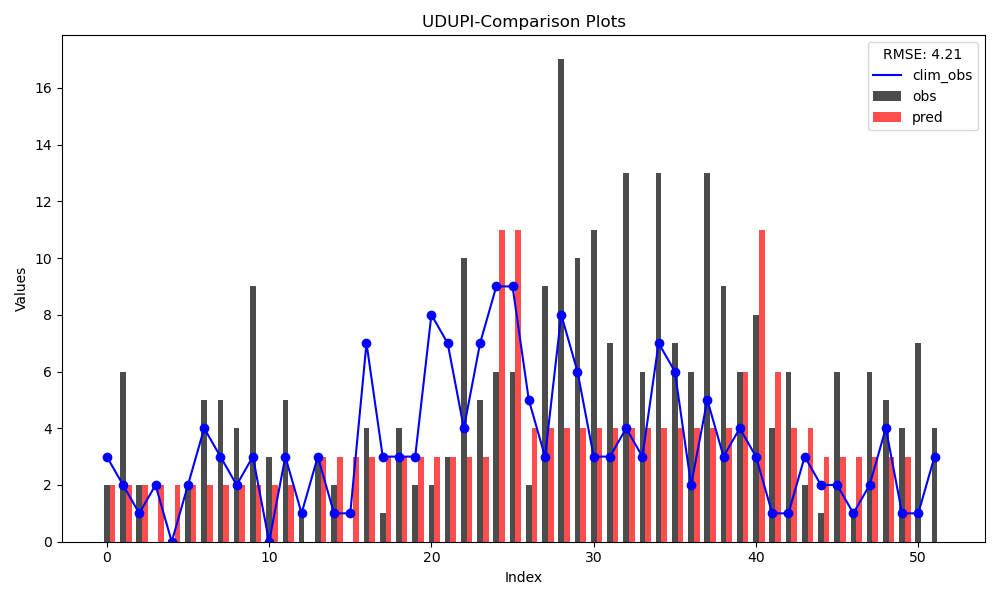 UDUPI-Comparison Plots
RMSE: 4.21
clim_obs
obs
pred
Values
16
14
12
10
8
6
4
2
0
0 10 20 30 40 50
Index